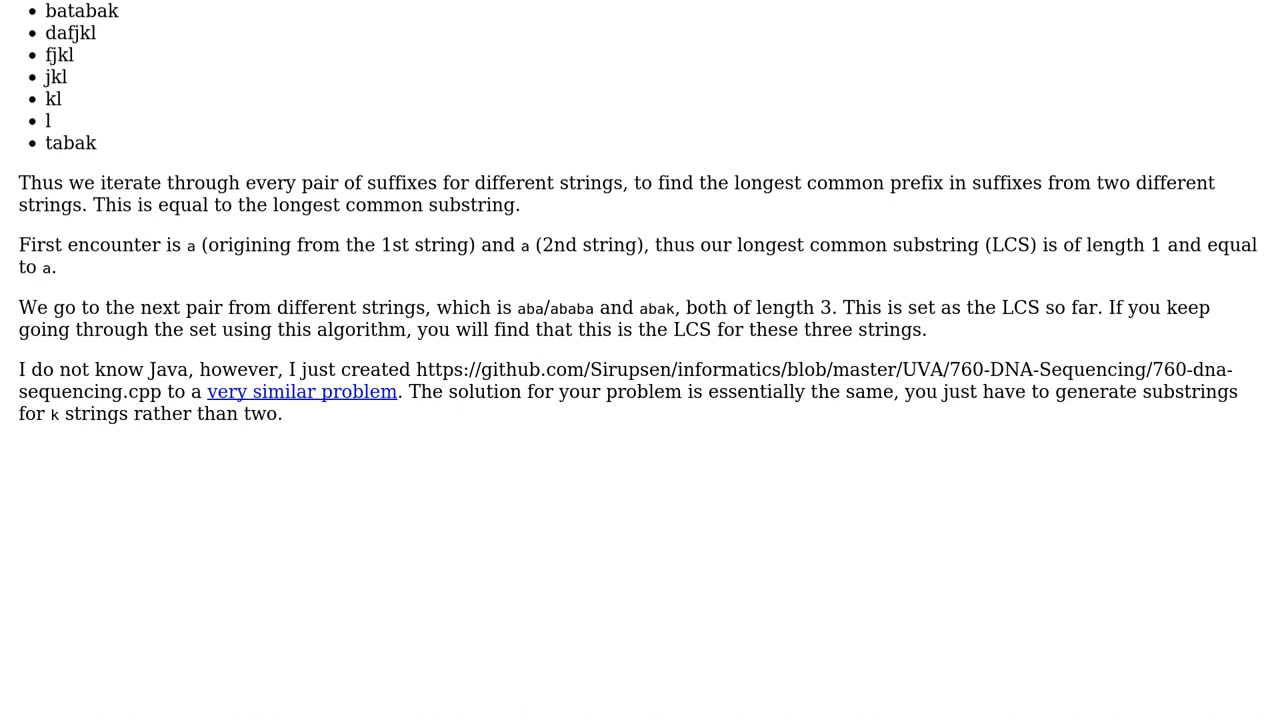 • batabak
• dafjkl
• fjkl
• jkl
• kl
• l
• tabak
Thus we iterate through every pair of suffixes for different strings, to find the longest common prefix in suffixes from two different
strings. This is equal to the longest common substring.
First encounter is a (origining from the 1st string) and a (2nd string), thus our longest common substring (LCS) is of length 1 and equal
to a.
We go to the next pair from different strings, which is aba/ababa and abak, both of length 3. This is set as the LCS so far. If you keep
going through the set using this algorithm, you will find that this is the LCS for these three strings.
I do not know Java, however, I just created https://github.com/Sirupsen/informatics/blob/master/UVA/760-DNA-Sequencing/760-dna-
sequencing.cpp to a very similar problem. The solution for your problem is essentially the same, you just have to generate substrings
for k strings rather than two.